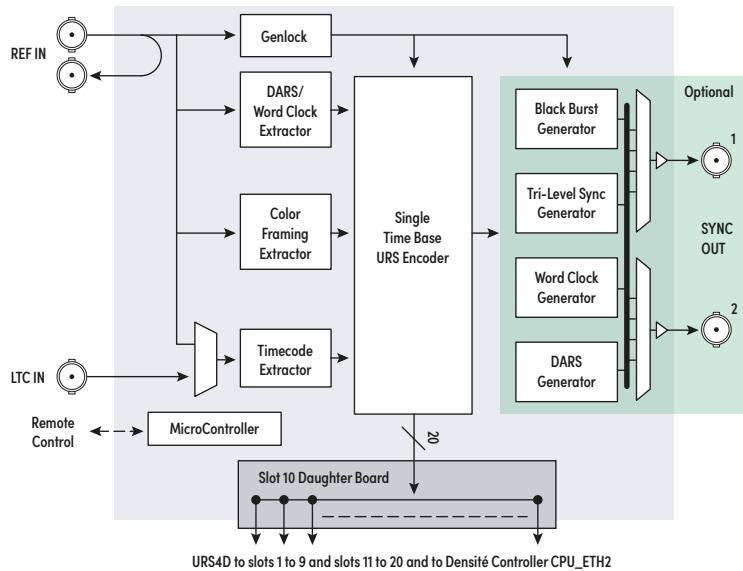 REF IN
Genlock
DARS/
Word Clock
Extractor
Color
Framing
Extractor
Timecode
Extractor
LTC IN
Remote
Control
MicroController
Single
Time Base
URS Encoder
Optional
Black Burst
Generator
Tri-Level Sync
Generator
Word Clock
Generator
DARS
Generator
1
SYNC
OUT
2
20
Slot 10 Daughter Board
URS4D to slots 1 to 9 and slots 11 to 20 and to Densité Controller CPU_ETH2